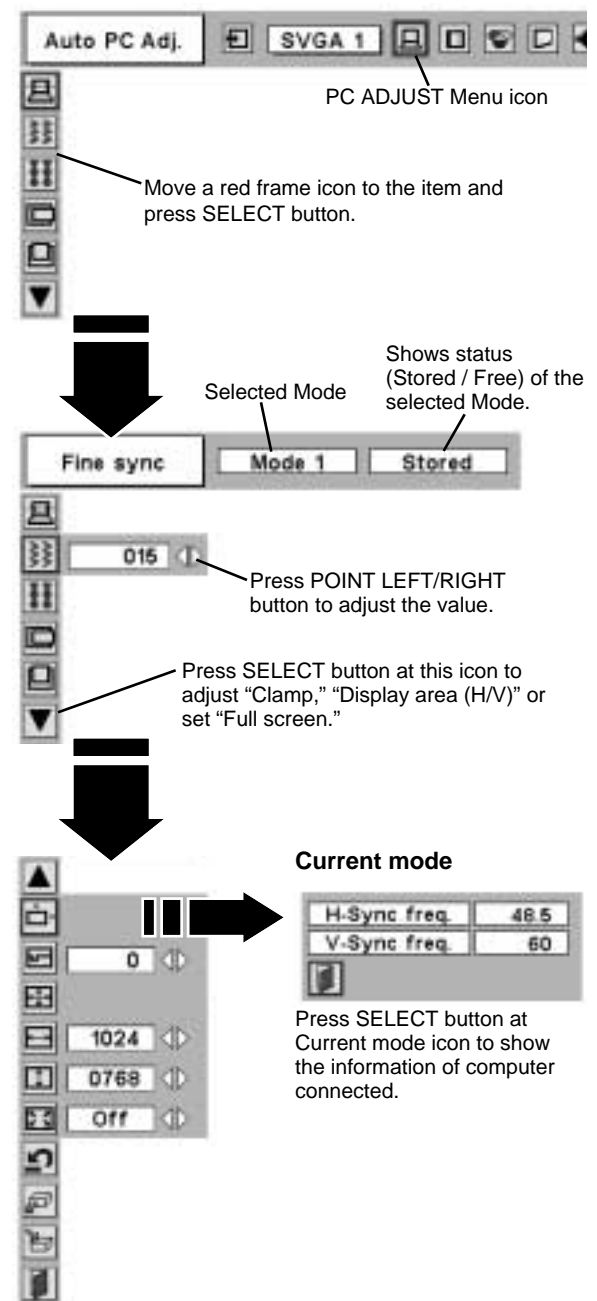 Auto PC Adj.
SVGA 1
PC ADJUST Menu icon
Move a red frame icon to the item and
press SELECT button.
Shows status
(Stored / Free) of the
selected Mode.
Selected Mode
Fine sync
Mode 1
Stored
015
Press POINT LEFT/RIGHT
button to adjust the value.
Press SELECT button at this icon to
adjust “Clamp,” “Display area (H/V)” or
set “Full screen.”
Current mode
H-Sync freq. 48.5
V-Sync freq. 60
0
1024
0768
Off
Press SELECT button at
Current mode icon to show
the information of computer
connected.